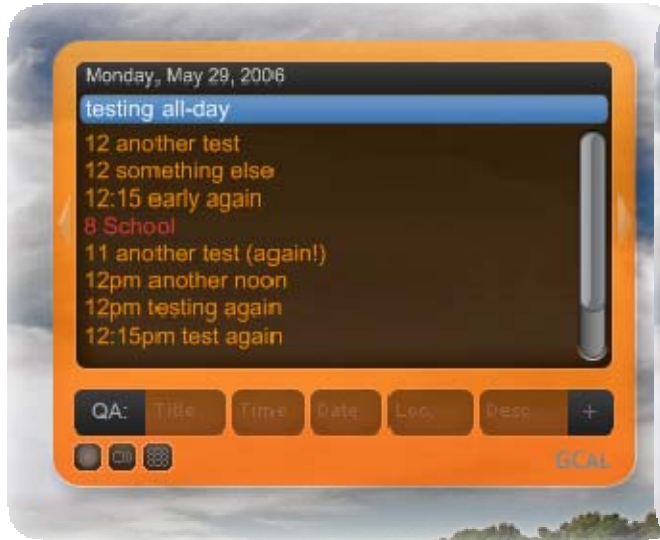 Monday, May 29, 2006
testing all-day
12 another test
12 something else
12:15 early again
8 School
11 another test (again!)
12pm another noon
12pm testing again
12:15pm test again
QA: Title Time Date Loc. Desc +
GCAL